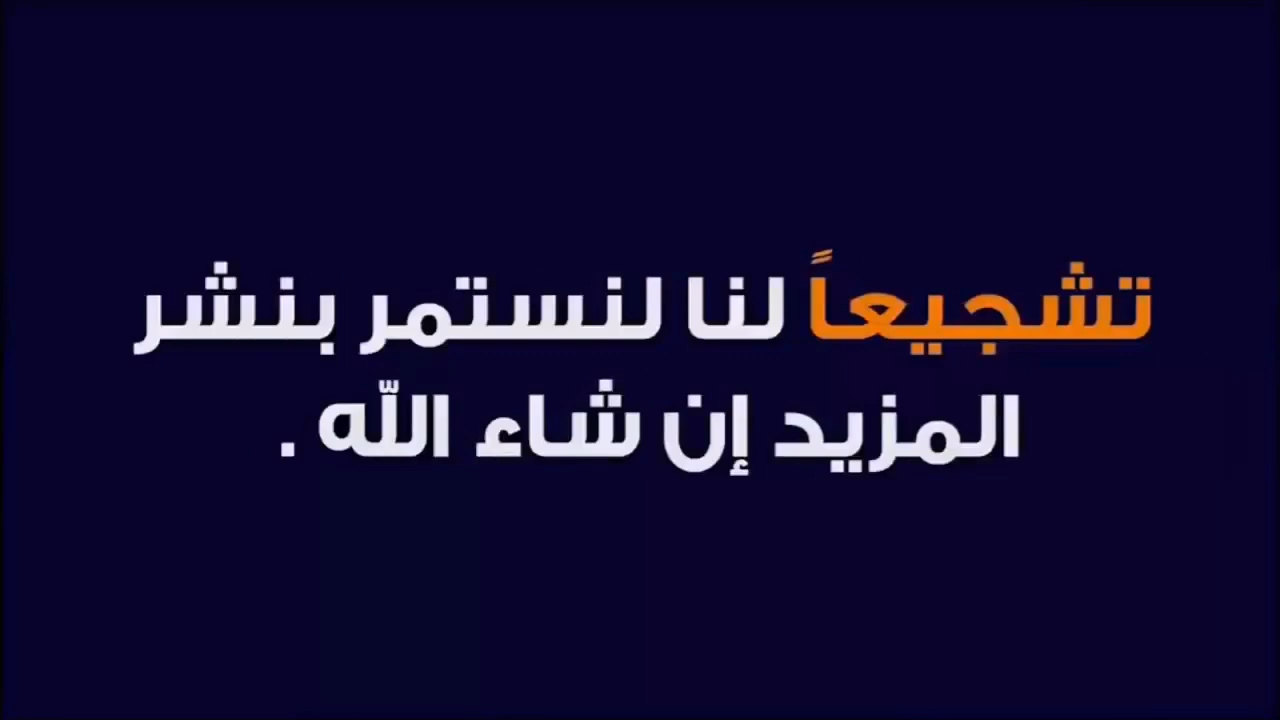 تشجيعاً لنا لنستمر بنشر
المزيد إن شاء اللّه .